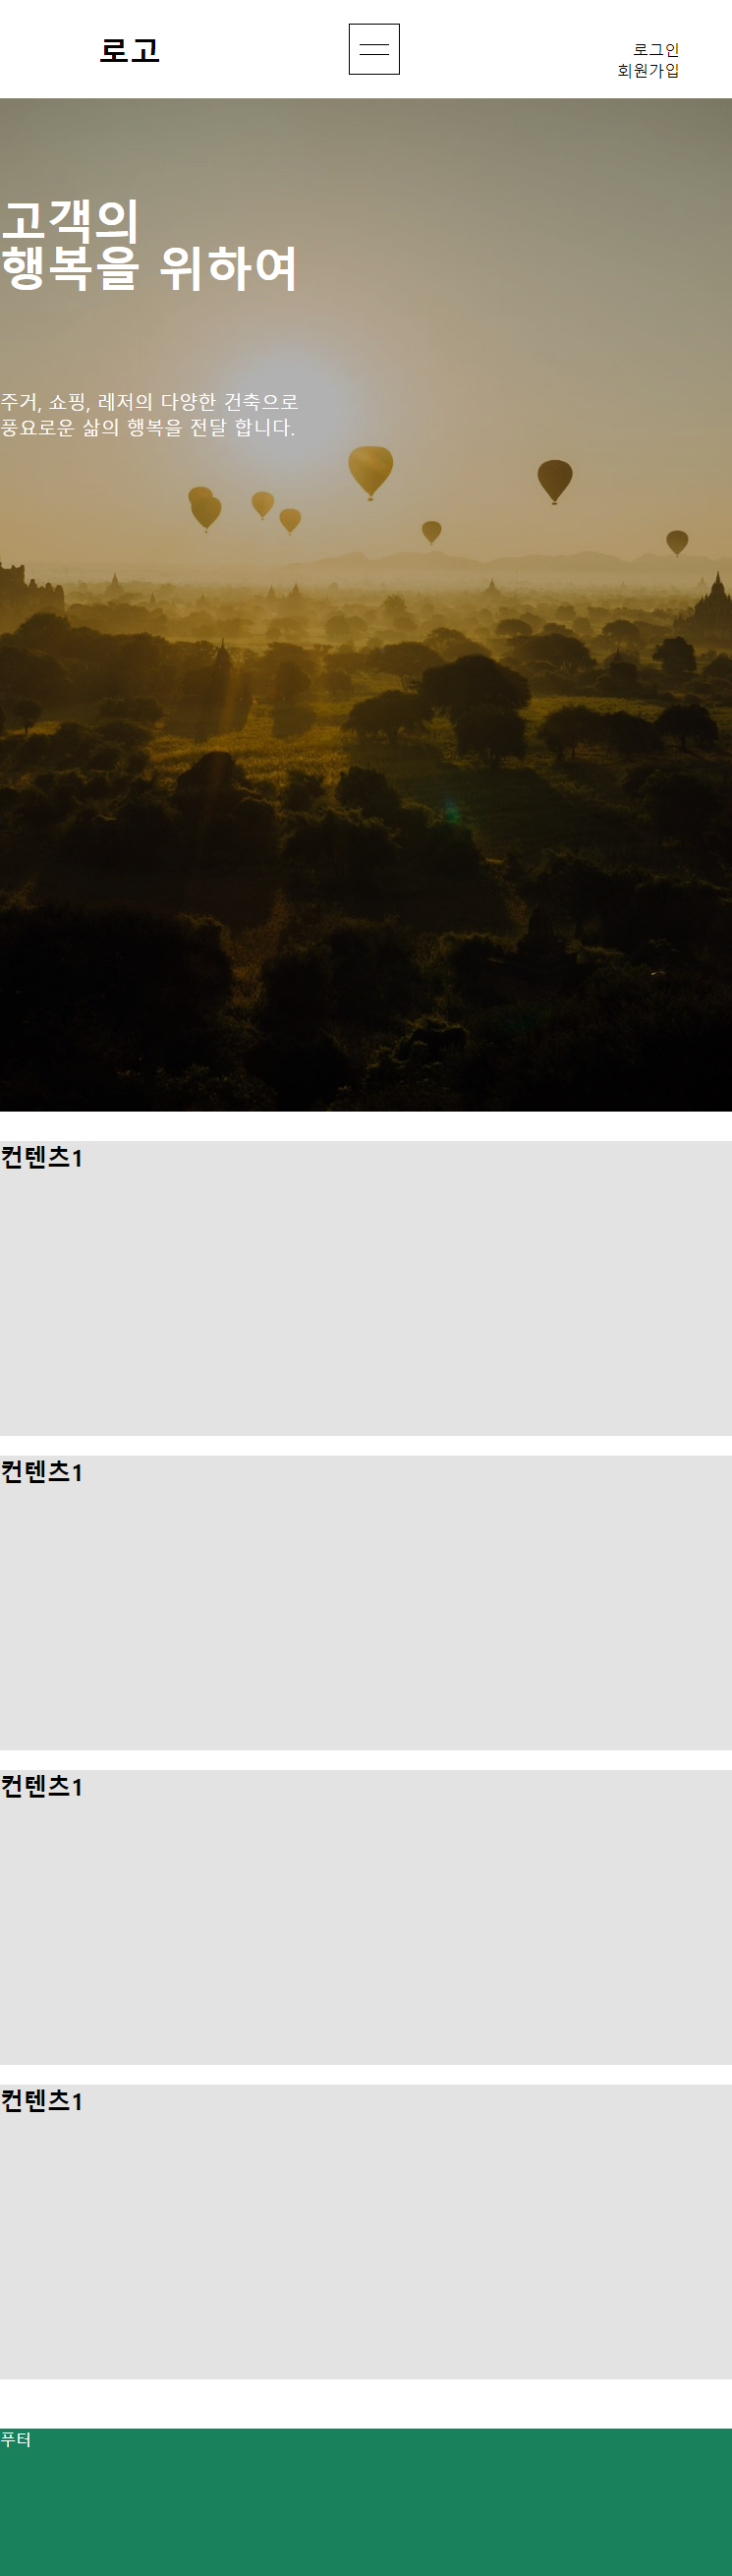 로고
로그인
회원가입
고객의
행복을 위하여
주거, 쇼핑, 레저의 다양한 건축으로
풍요로운 삶의 행복을 전달 합니다.
컨텐츠1
컨텐츠1
컨텐츠1
컨텐츠1
푸터